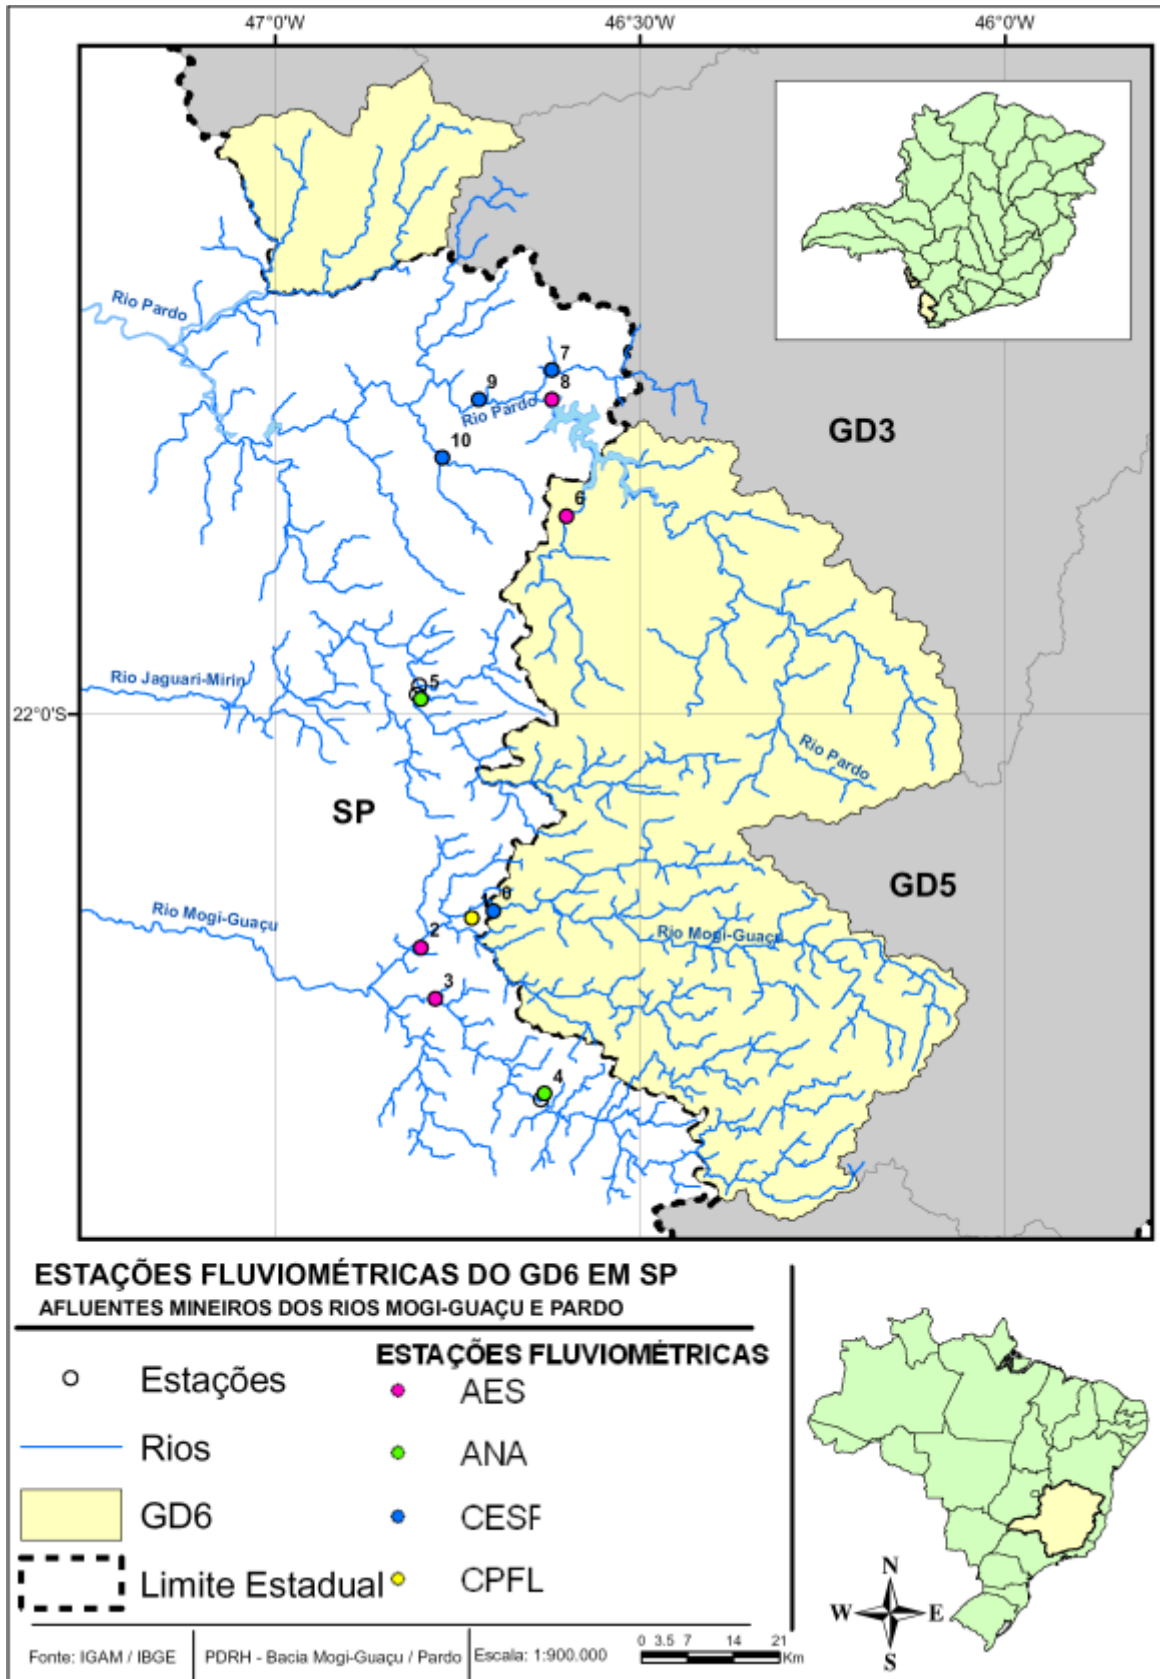 47°0'W 46°30'W 46°0'W
Rio Pardo
7
9
8
Rio Pardo
GD3
10
6
5
Rio Jaguari-Mirin
22°0'S
Rio Pardo
SP
GD5
Rio Mogi-Guaçu
2
Rio Mogi-Guaçu
3
4
ESTAÇÕES FLUVIOMÉTRICAS DO GD6 EM SP
AFLUENTES MINEIROS DOS RIOS MOGI-GUAÇU E PARDO
ESTAÇÕES FLUVIOMÉTRICAS
Estações
AES
Rios
ANA
GD6
CESF
Limite Estadual
CPFL
N
W E
S
Fonte: IGAM / IBGE
PDRH - Bacia Mogi-Guaçu / Pardo
Escala: 1:900.000
0 3.5 7 14 21
Km